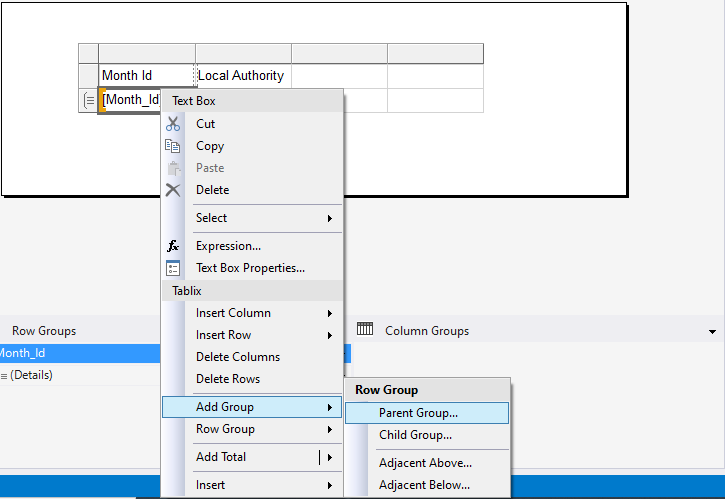 Month Id Local Authority
[Month_Id
Text Box
Cut
Copy
Paste
Delete
Select
fx Expression...
Text Box Properties...
Tablix
Insert Column
Insert Row
Row Groups Column Groups
Month_Id
Delete Columns
(Details)
Delete Rows
Row Group
Add Group
Parent Group...
Row Group
Child Group...
Add Total
Adjacent Above...
Insert
Adjacent Below...